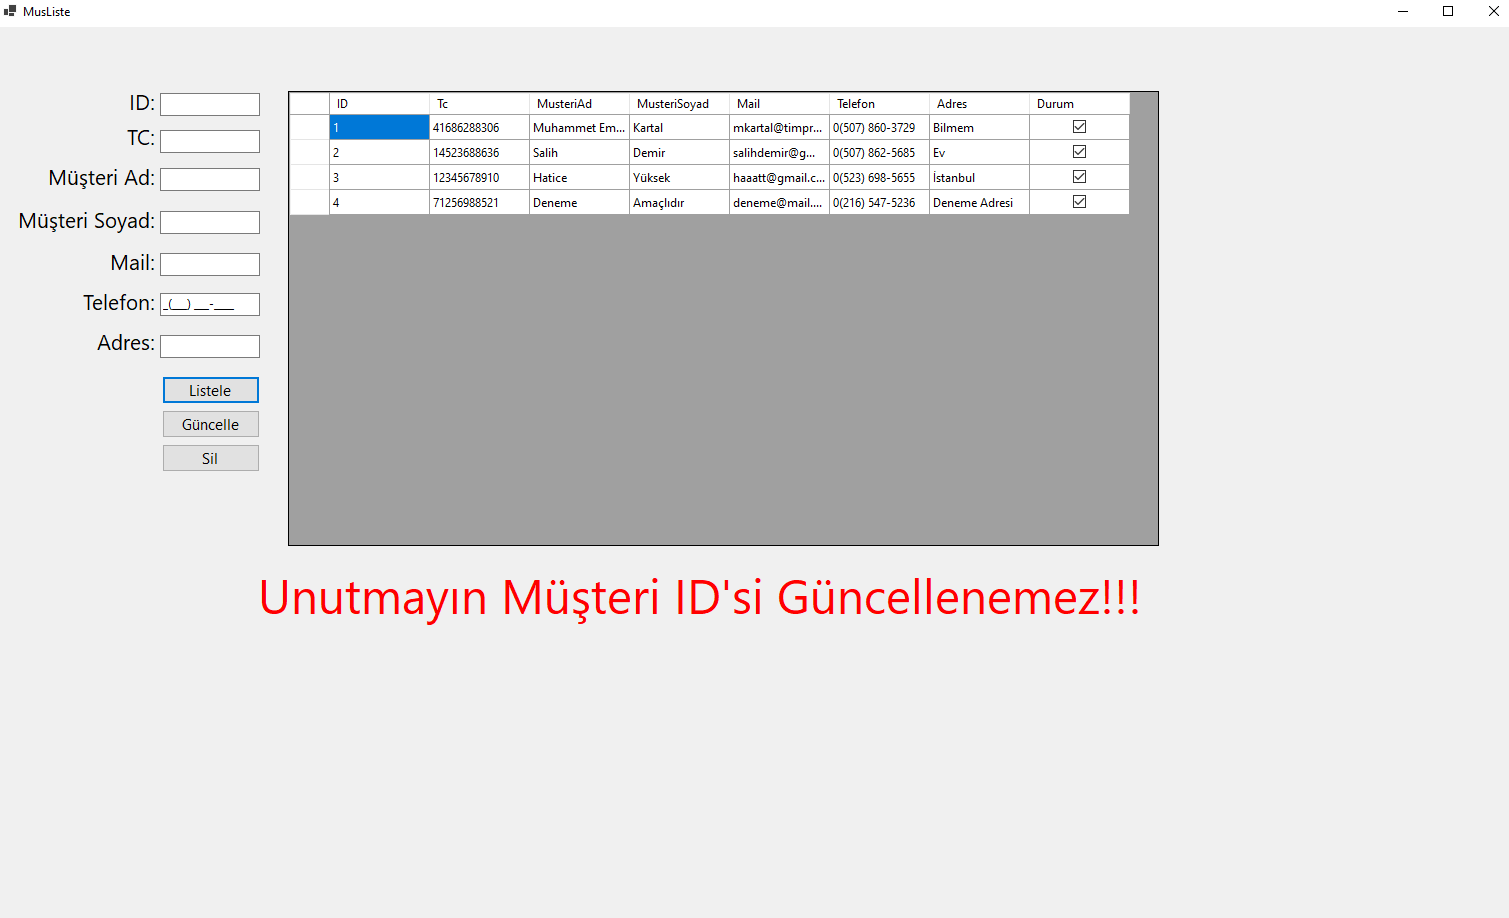 MusListe
ID:
TC:
Müşteri Ad:
Müşteri Soyad:
Mail:
Telefon: _(__) __-___
Adres:
Listele
Güncelle
Sil
ID Tc MusteriAd MusteriSoyad Mail Telefon Adres Durum
1 41686288306 Muhammet Em... Kartal mkartal@timpr... 0(507) 860-3729 Bilmem
2 14523688636 Salih Demir salihdemir@g... 0(507) 862-5685 Ev
3 12345678910 Hatice Yüksek haaatt@gmail.c... 0(523) 698-5655 İstanbul
4 71256988521 Deneme Amaçlıdır deneme@mail.... 0(216) 547-5236 Deneme Adresi
Unutmayın Müşteri ID'si Güncellenemez!!!